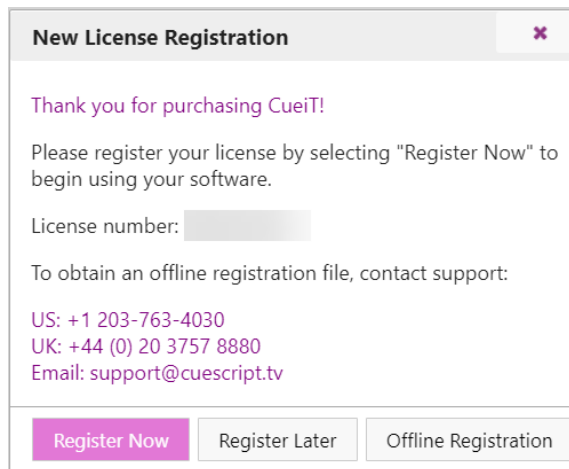 New License Registration
Thank you for purchasing CueiT!
Please register your license by selecting "Register Now" to
begin using your software.
License number:
To obtain an offline registration file, contact support:
US: +1 203-763-4030
UK: +44 (0) 20 3757 8880
Email: support@cuescript.tv
Register Now Register Later Offline Registration